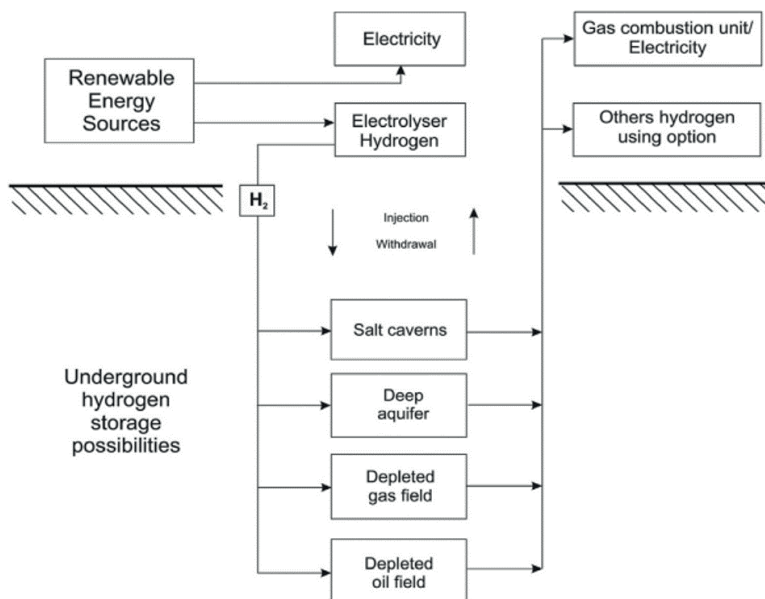 Renewable
Energy
Sources
Electricity
Electrolyser
Hydrogen
Gas combustion unit/
Electricity
Others hydrogen
using option
H₂
Injection
Withdrawal
Underground
hydrogen
storage
possibilities
Salt caverns
Deep
aquifer
Depleted
gas field
Depleted
oil field